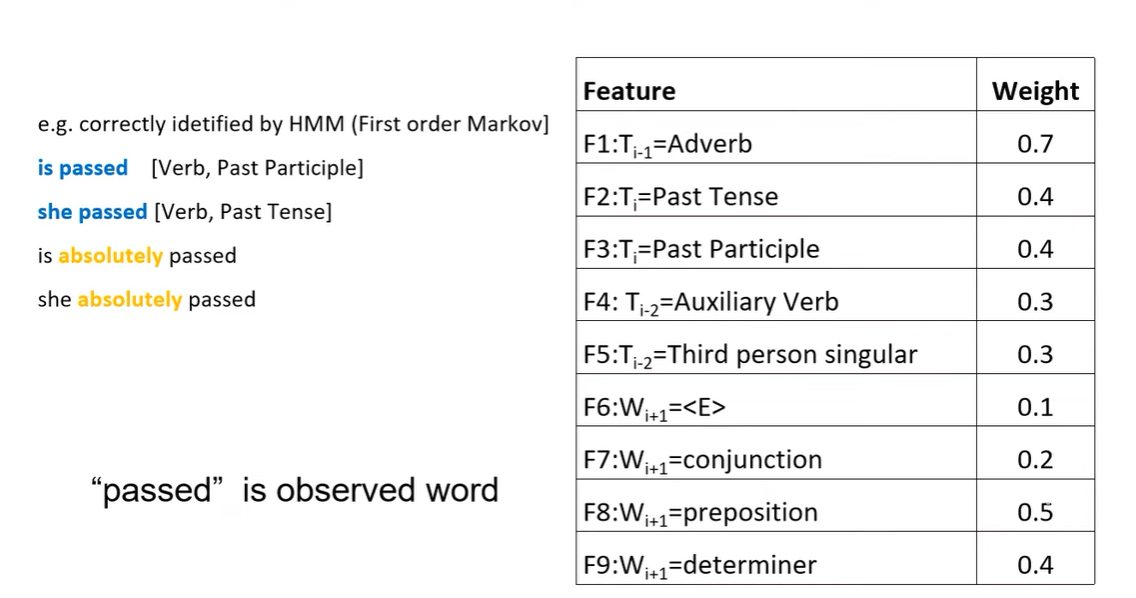 e.g. correctly idetified by HMM (First order Markov]
is passed [Verb, Past Participle]
she passed [Verb, Past Tense]
is absolutely passed
she absolutely passed
“passed” is observed word
Feature Weight
F1:Ti-1=Adverb 0.7
F2:Ti=Past Tense 0.4
F3:Ti=Past Participle 0.4
F4: Ti-2=Auxiliary Verb 0.3
F5:Ti-2=Third person singular 0.3
F6:Wi+1=<E> 0.1
F7:Wi+1=conjunction 0.2
F8:Wi+1=preposition 0.5
F9:Wi+1=determiner 0.4